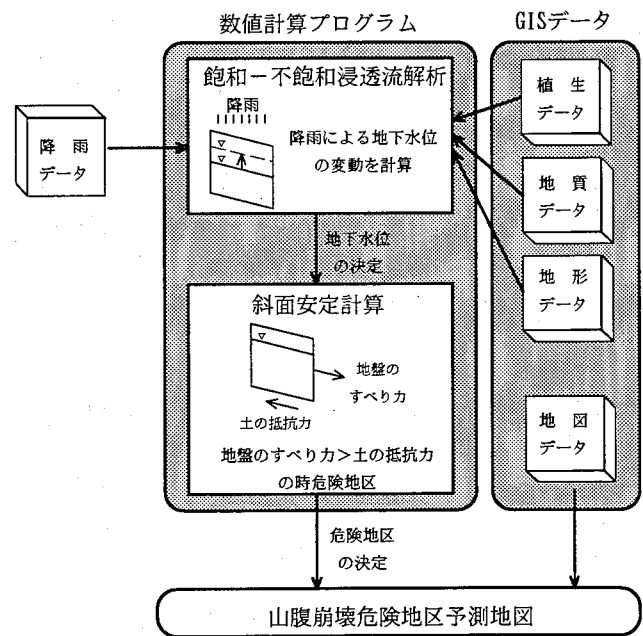 数値計算プログラム
GISデータ
飽和－不飽和浸透流解析
降雨
降雨による地下水位
の変動を計算
降 雨
データ
植 生
データ
地 質
データ
地 形
データ
地下水位
の決定
斜面安定計算
地盤の
すべり力
土の抵抗力
地盤のすべり力＞土の抵抗力
の時危険地区
地 図
データ
危険地区
の決定
山腹崩壊危険地区予測地図